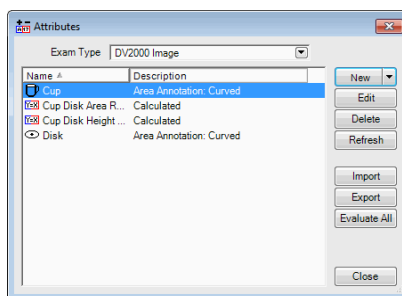 Attributes
Exam Type DV2000 Image
Name Description New
Cup Area Annotation: Curved Edit
Y=X Cup Disk Area R... Calculated Delete
Y=X Cup Disk Height ... Calculated
Disk Area Annotation: Curved Refresh
Import
Export
Evaluate All
Close